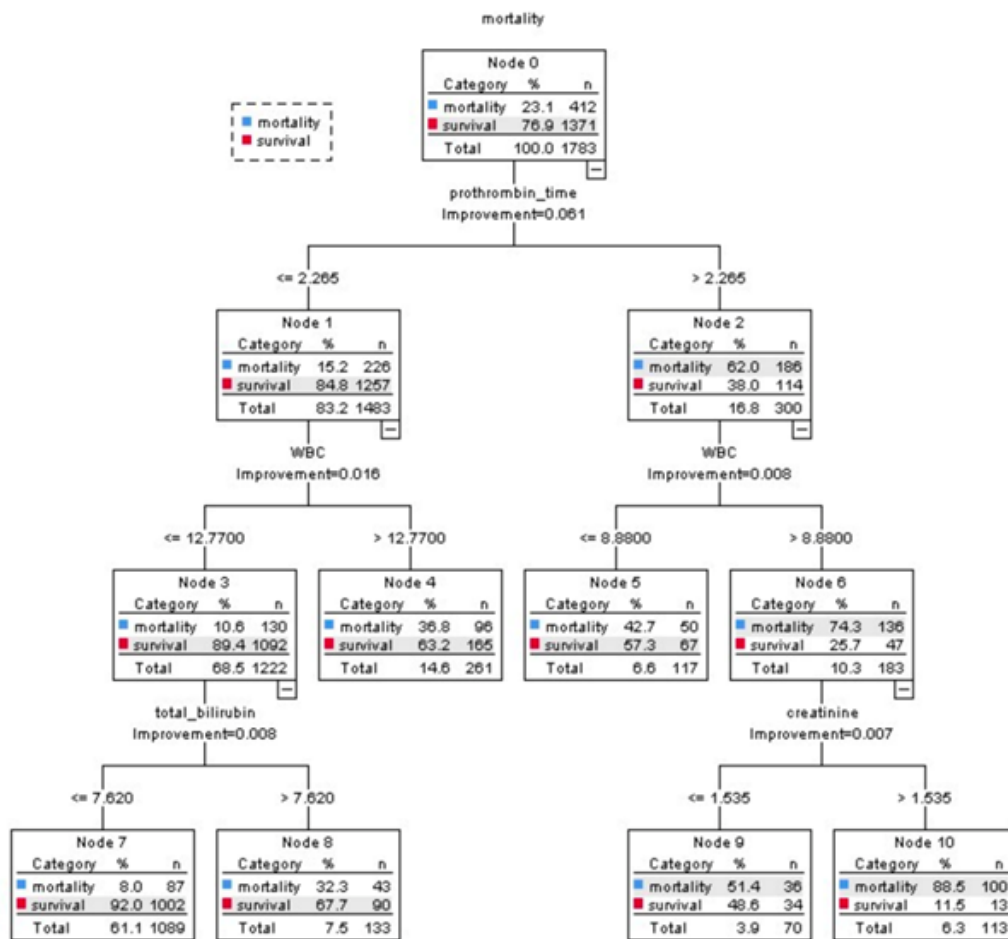 mortality
mortality
survival
Node 0
Category % n
mortality 23.1 412
survival 76.9 1371
Total 100.0 1783
prothrombin_time
Improvement=0.061
<= 2.265
> 2.265
Node 1
Category % n
mortality 15.2 226
survival 84.8 1257
Total 83.2 1483
Node 2
Category % n
mortality 62.0 186
survival 38.0 114
Total 16.8 300
WBC
Improvement=0.016
WBC
Improvement=0.008
<= 12.7700
> 12.7700
<= 8.8800
> 8.8800
Node 3
Category % n
mortality 10.6 130
survival 89.4 1092
Total 68.5 1222
Node 4
Category % n
mortality 36.8 96
survival 63.2 165
Total 14.6 261
Node 5
Category % n
mortality 42.7 50
survival 57.3 67
Total 6.6 117
Node 6
Category % n
mortality 74.3 136
survival 25.7 47
Total 10.3 183
total_bilirubin
Improvement=0.008
creatinine
Improvement=0.007
<= 7.620
> 7.620
<= 1.535
> 1.535
Node 7
Category % n
mortality 8.0 87
survival 92.0 1002
Total 61.1 1089
Node 8
Category % n
mortality 32.3 43
survival 67.7 90
Total 7.5 133
Node 9
Category % n
mortality 51.4 36
survival 48.6 34
Total 3.9 70
Node 10
Category % n
mortality 88.5 100
survival 11.5 13
Total 6.3 113